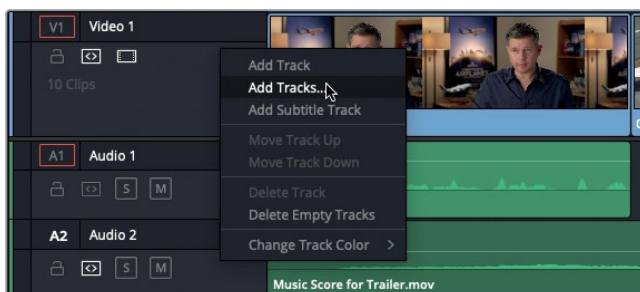 V1 Video 1
10 Clips
Add Track
Add Tracks...
Add Subtitle Track
Move Track Up
Move Track Down
Delete Track
Delete Empty Tracks
Change Track Color >
A1 Audio 1
S M
A2 Audio 2
S M
Music Score for Trailer.mov